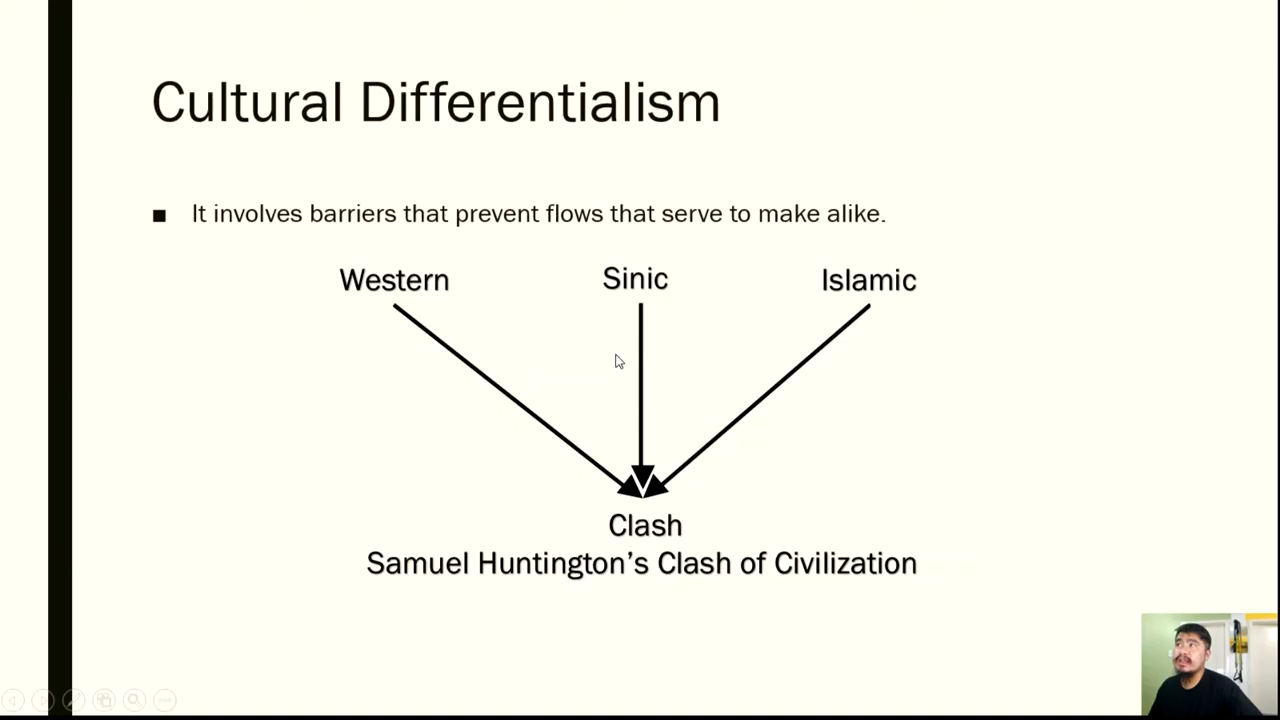 Cultural Differentialism
■ It involves barriers that prevent flows that serve to make alike.
Western Sinic Islamic
Clash
Samuel Huntington’s Clash of Civilization